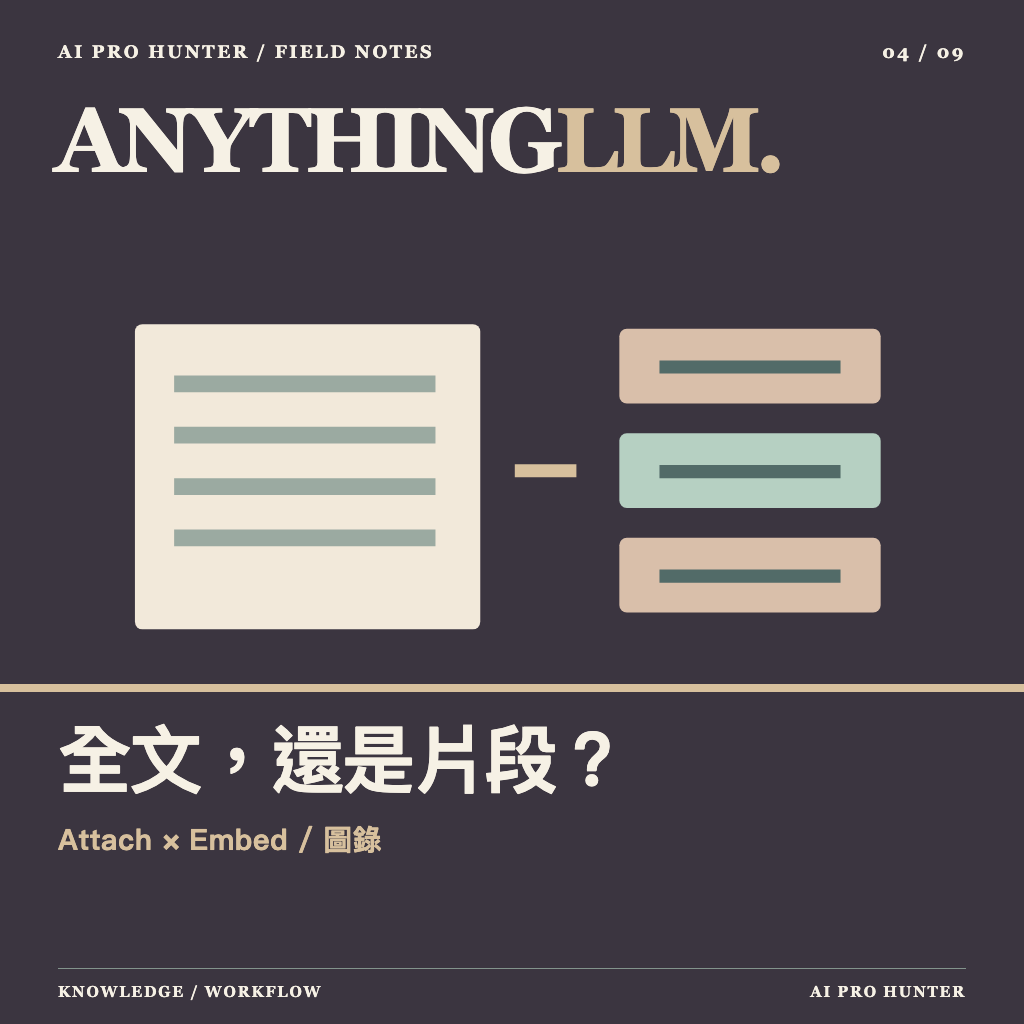 AI PRO HUNTER / FIELD NOTES
04 / 09
ANYTHINGLLM.
全文，還是片段？
Attach × Embed / 圖錄
KNOWLEDGE / WORKFLOW
AI PRO HUNTER